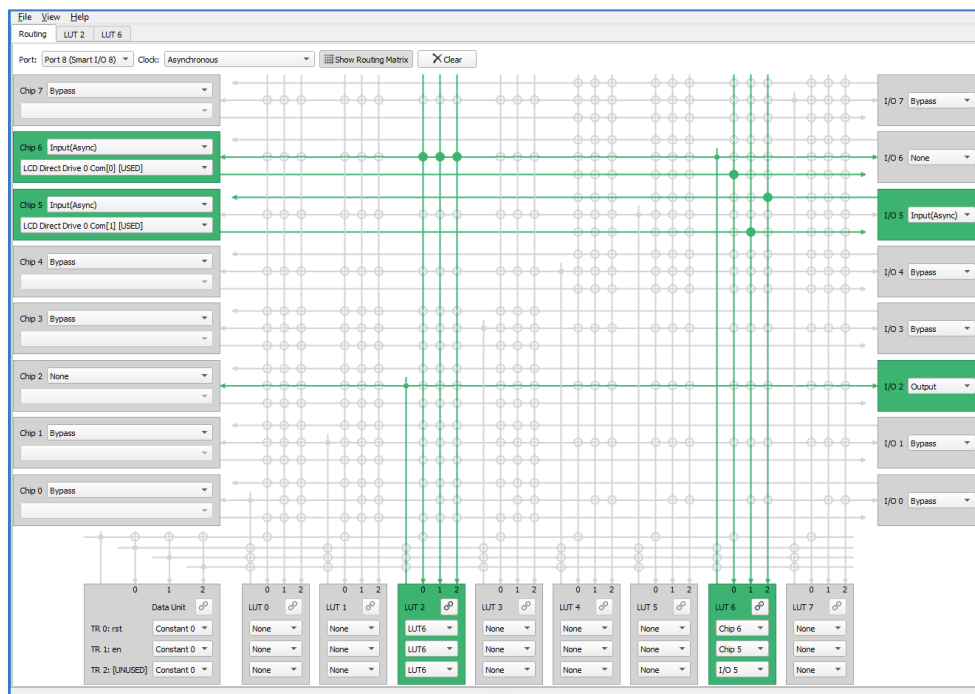 File View Help
Routing LUT 2 LUT 6
Port: Port 8 (Smart I/O 8) Clock: Asynchronous Show Routing Matrix Clear
Chip 7 Bypass
I/O 7 Bypass
Chip 6 Input(Async)
LCD Direct Drive 0 Com[0] [USED]
I/O 6 None
Chip 5 Input(Async)
LCD Direct Drive 0 Com[1] [USED]
I/O 5 Input(Async)
Chip 4 Bypass
I/O 4 Bypass
Chip 3 Bypass
I/O 3 Bypass
Chip 2 None
I/O 2 Output
Chip 1 Bypass
I/O 1 Bypass
Chip 0 Bypass
I/O 0 Bypass
0 1 2 0 1 2 0 1 2 0 1 2 0 1 2 0 1 2 0 1 2 0 1 2 0 1 2
Data Unit LUT 0 LUT 1 LUT 2 LUT 3 LUT 4 LUT 5 LUT 6 LUT 7
TR 0: rst Constant 0 None None LUT6 None None None Chip 6 None
TR 1: en Constant 0 None None LUT6 None None None Chip 5 None
TR 2: [UNUSED] Constant 0 None None LUT6 None None None I/O 5 None